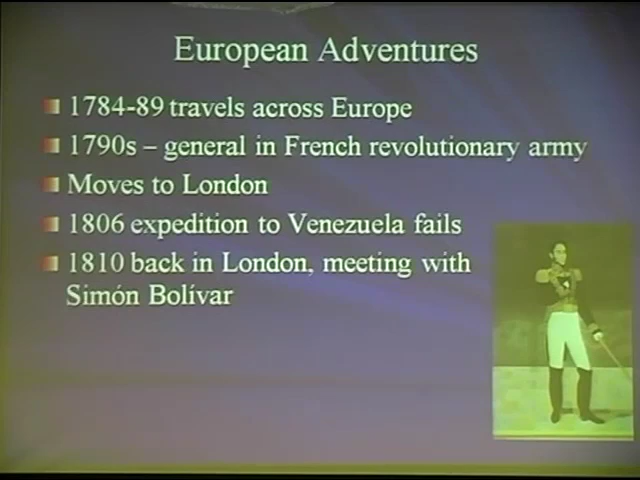 European Adventures
1784-89 travels across Europe
1790s – general in French revolutionary army
Moves to London
1806 expedition to Venezuela fails
1810 back in London, meeting with
Simón Bolívar